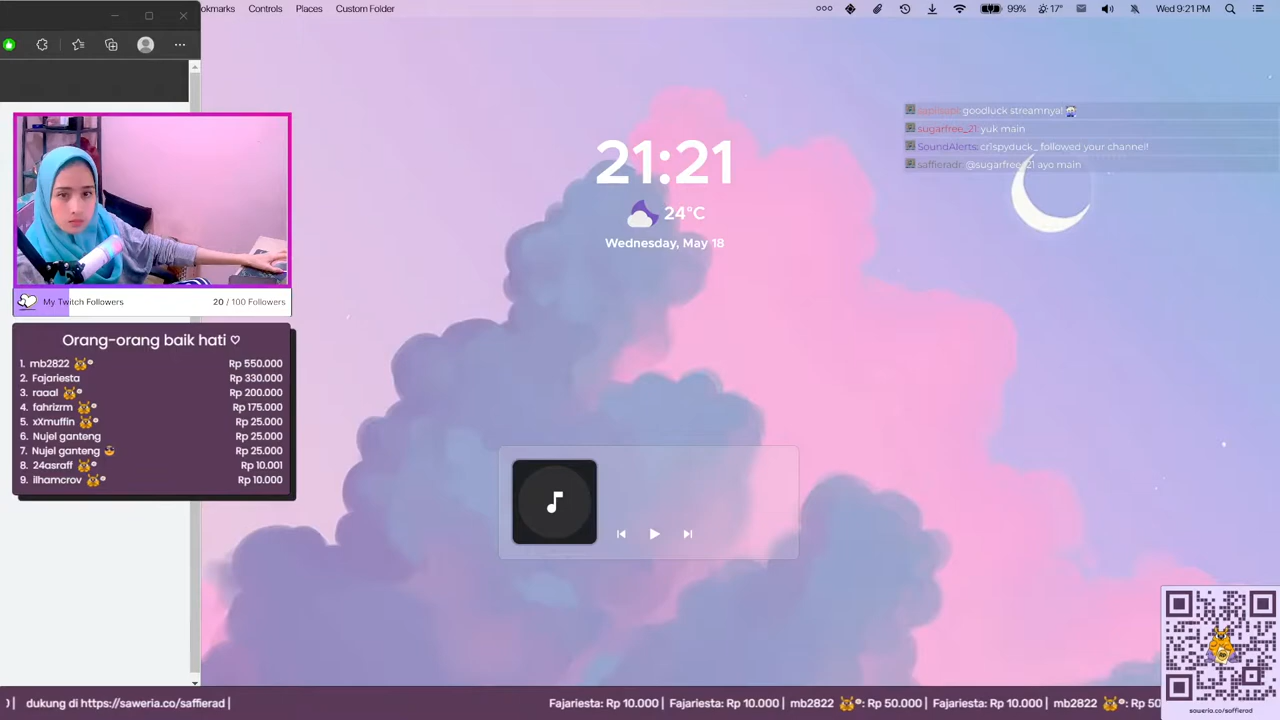 okmarks Controls Places Custom Folder
99% 17° Wed 9:21 PM
goodluck streamnya!
sugarfree_21: yuk main
SoundAlerts: cr1spyduck_ followed your channel!
saffieradr: @sugarfree_21 ayo main
21:21
24°C
Wednesday, May 18
My Twitch Followers 20 / 100 Followers
Orang-orang baik hati ♡
1. mb2822 Rp 550.000
2. Fajariesta Rp 330.000
3. raaal Rp 200.000
4. fahrizrm Rp 175.000
5. xXmuffin Rp 25.000
6. Nujel ganteng Rp 25.000
7. Nujel ganteng Rp 25.000
8. 24asraff Rp 10.001
9. ilhamcrov Rp 10.000
saweria.co/saffierad
0 | dukung di https://saweria.co/saffierad | Fajariesta: Rp 10.000 | Fajariesta: Rp 10.000 | mb2822 : Rp 50.000 | Fajariesta: Rp 10.000 | mb2822 : Rp 50